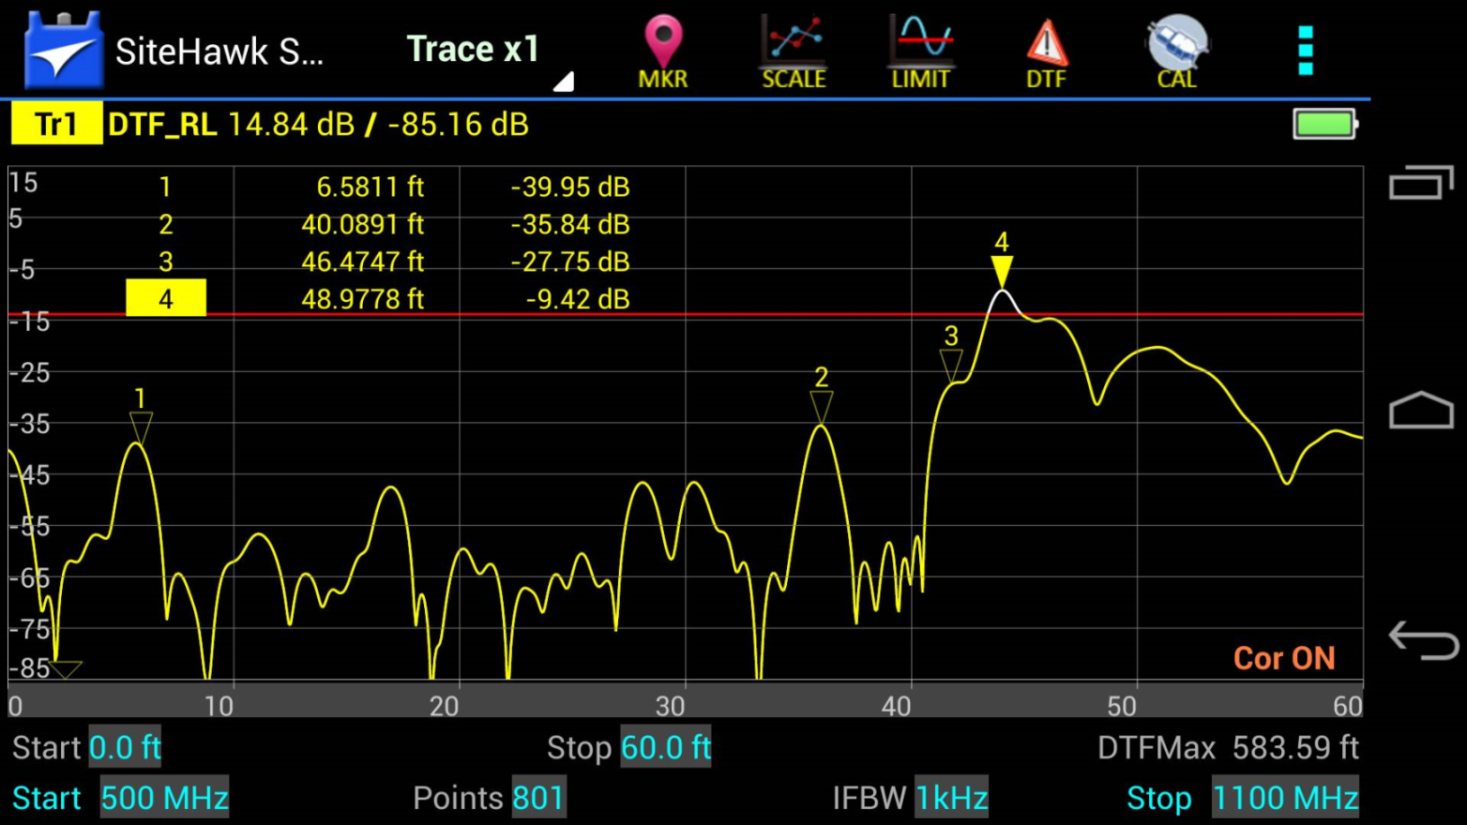 SiteHawk S...
Trace x1
MKR
SCALE
LIMIT
DTF
CAL
Tr1 DTF_RL 14.84 dB / -85.16 dB
1 6.5811 ft -39.95 dB
2 40.0891 ft -35.84 dB
3 46.4747 ft -27.75 dB
4 48.9778 ft -9.42 dB
15
5
-5
-15
-25
-35
-45
-55
-65
-75
-85
1
2
3
4
Cor ON
0 10 20 30 40 50 60
Start 0.0 ft Stop 60.0 ft DTFMax 583.59 ft
Start 500 MHz Points 801 IFBW 1kHz Stop 1100 MHz